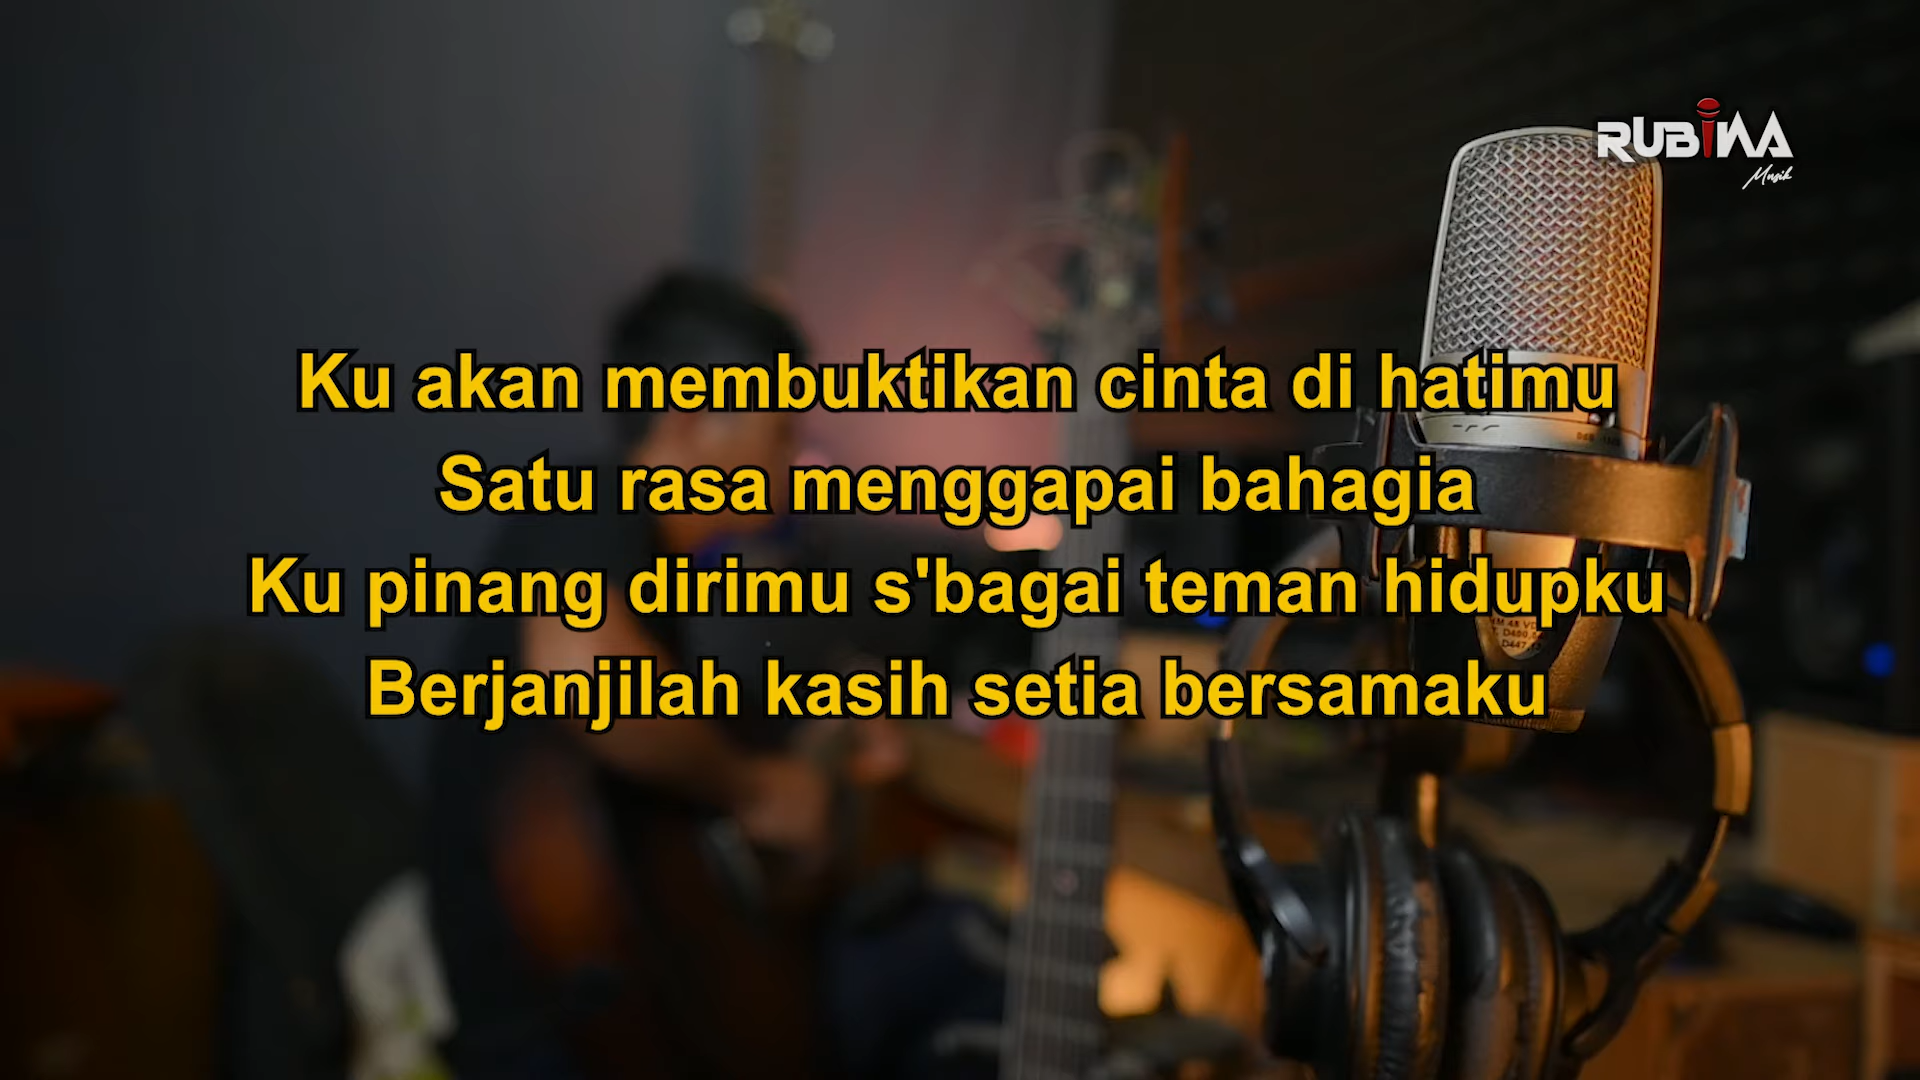 RUBINA
Musik
Ku akan membuktikan cinta di hatimu
Satu rasa menggapai bahagia
Ku pinang dirimu s'bagai teman hidupku
Berjanjilah kasih setia bersamaku